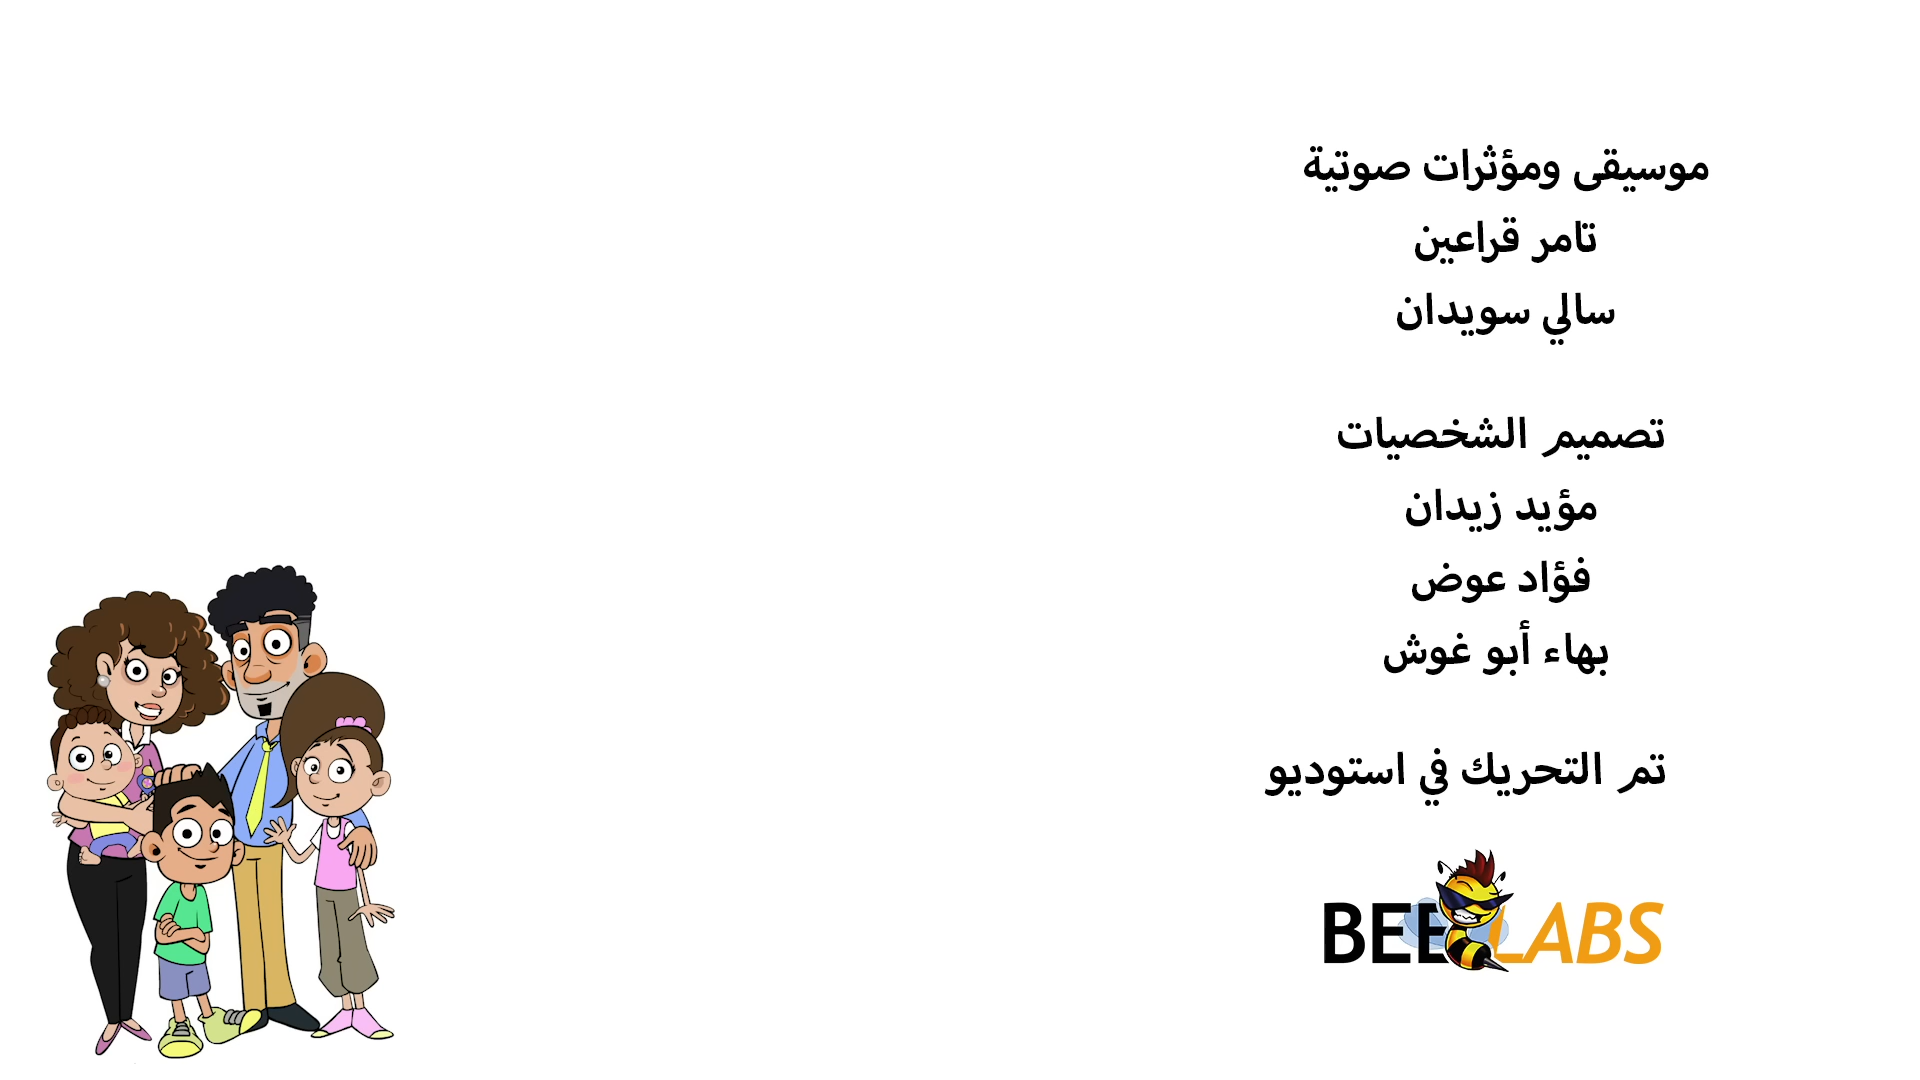 موسيقى ومؤثرات صوتية
تامر قراعين
سالي سويدان
تصميم الشخصيات
مؤيد زيدان
فؤاد عوض
بهاء أبو غوش
تم التحريك في استوديو
BEE LABS